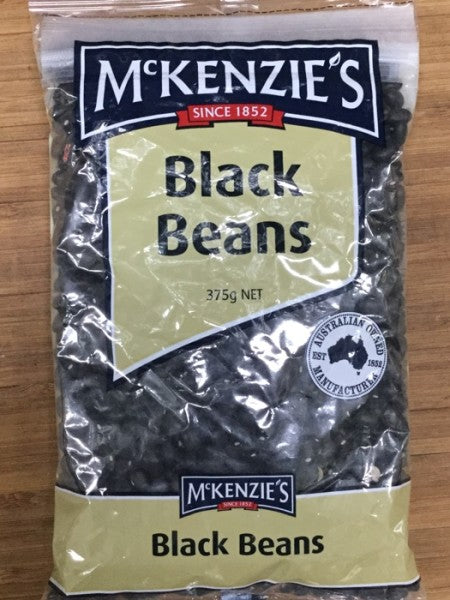 McKENZIE'S
SINCE 1852
Black
Beans
375g NET
AUSTRALIAN OWNED
EST 1852
MANUFACTURER
McKENZIE'S
SINCE 1852
Black Beans